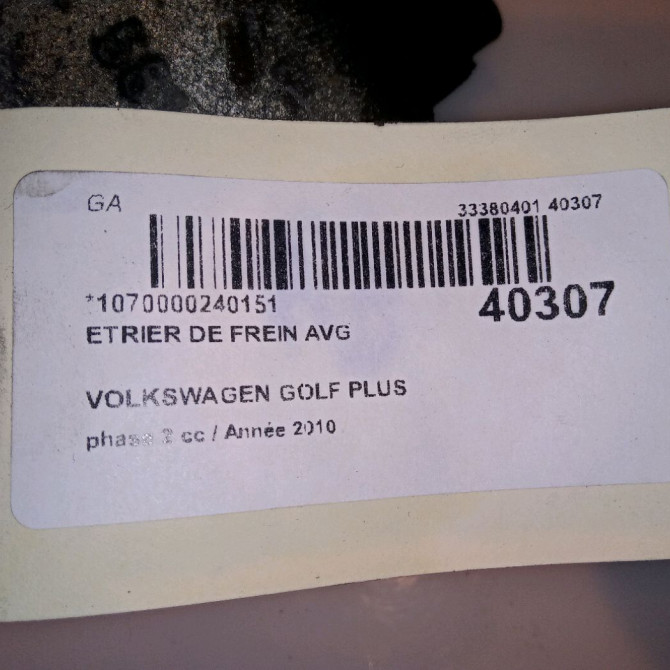 GA
33380401 40307
*1070000240151
40307
ETRIER DE FREIN AVG
VOLKSWAGEN GOLF PLUS
phase 2 cc / Année 2010